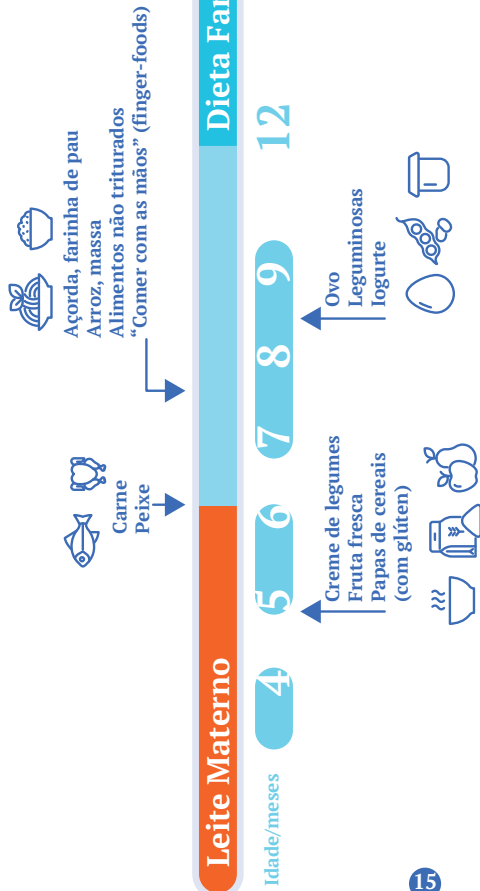 Carne
Peixe
Açorda, farinha de pau
Arroz, massa
Alimentos não triturados
“Comer com as mãos” (finger-foods)
Leite Materno
Dieta Far
Idade/meses
4
5
6
7
8
9
12
Creme de legumes
Fruta fresca
Papas de cereais
(com glúten)
Ovo
Leguminosas
Iogurte
15